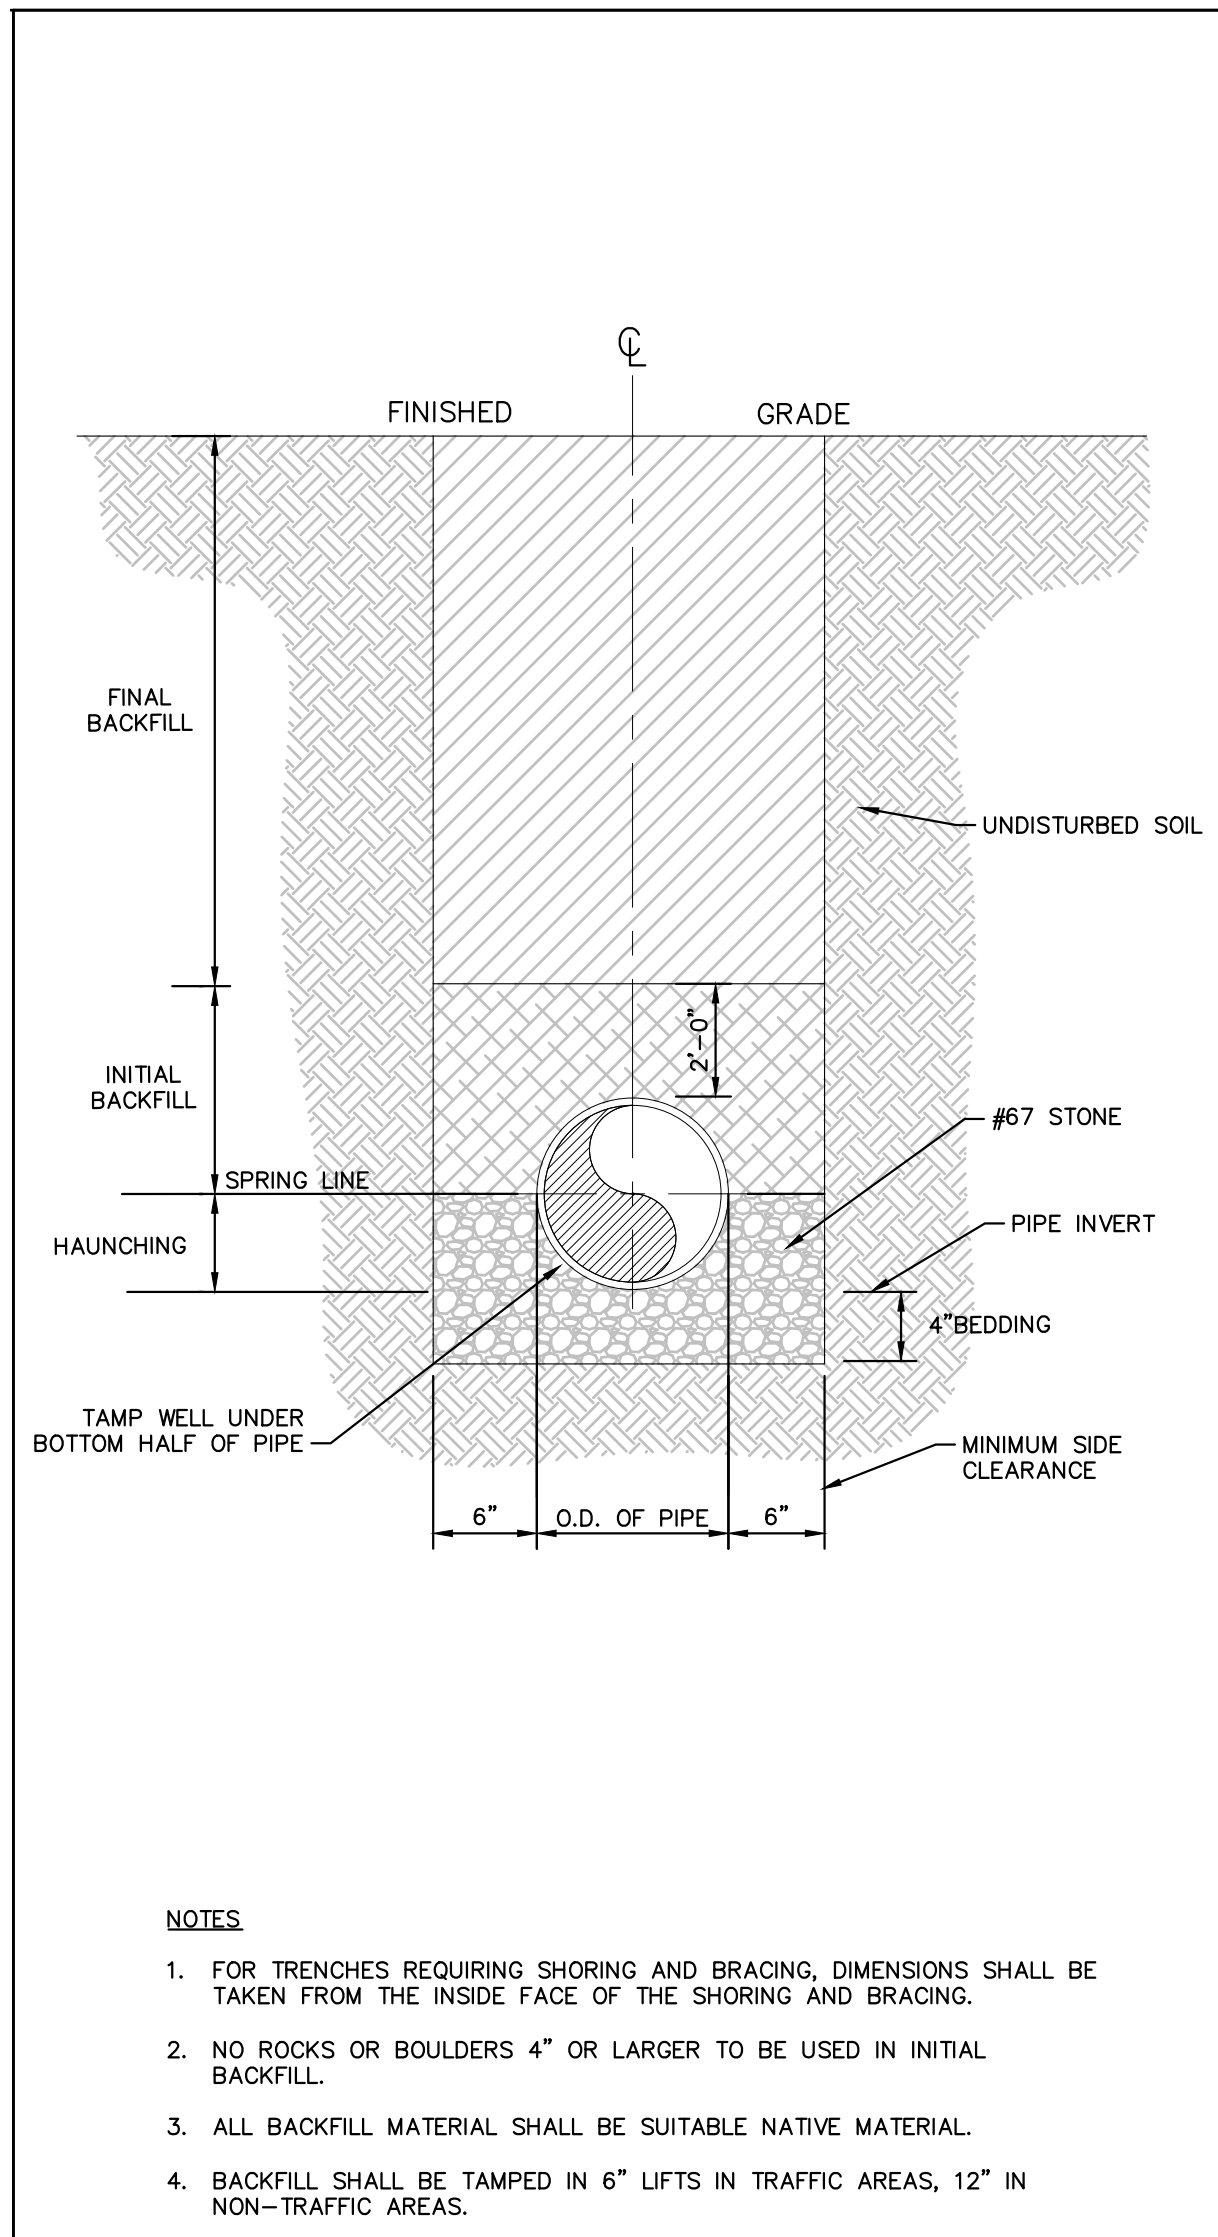 ℄
FINISHED GRADE
FINAL
BACKFILL
UNDISTURBED SOIL
2'-0"
INITIAL
BACKFILL
#67 STONE
SPRING LINE
PIPE INVERT
HAUNCHING
4"BEDDING
TAMP WELL UNDER
BOTTOM HALF OF PIPE
MINIMUM SIDE
CLEARANCE
6" O.D. OF PIPE 6"
NOTES
1. FOR TRENCHES REQUIRING SHORING AND BRACING, DIMENSIONS SHALL BE
TAKEN FROM THE INSIDE FACE OF THE SHORING AND BRACING.
2. NO ROCKS OR BOULDERS 4" OR LARGER TO BE USED IN INITIAL
BACKFILL.
3. ALL BACKFILL MATERIAL SHALL BE SUITABLE NATIVE MATERIAL.
4. BACKFILL SHALL BE TAMPED IN 6" LIFTS IN TRAFFIC AREAS, 12" IN
NON-TRAFFIC AREAS.